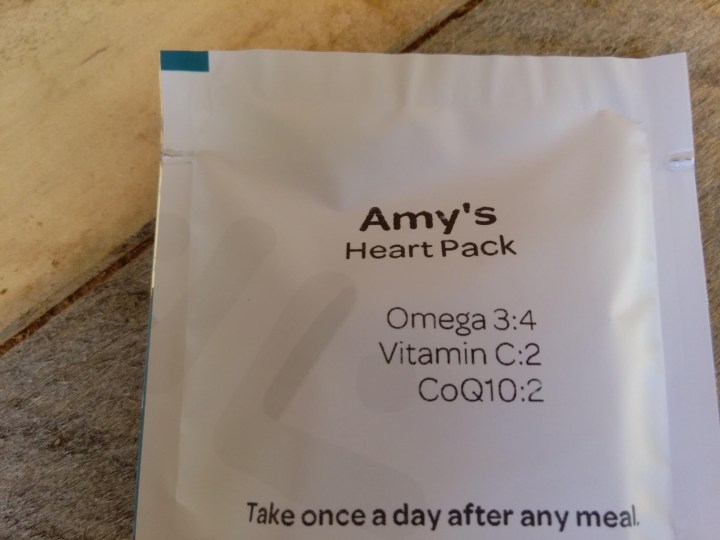 Amy's
Heart Pack
Omega 3:4
Vitamin C:2
CoQ10:2
Take once a day after any meal.